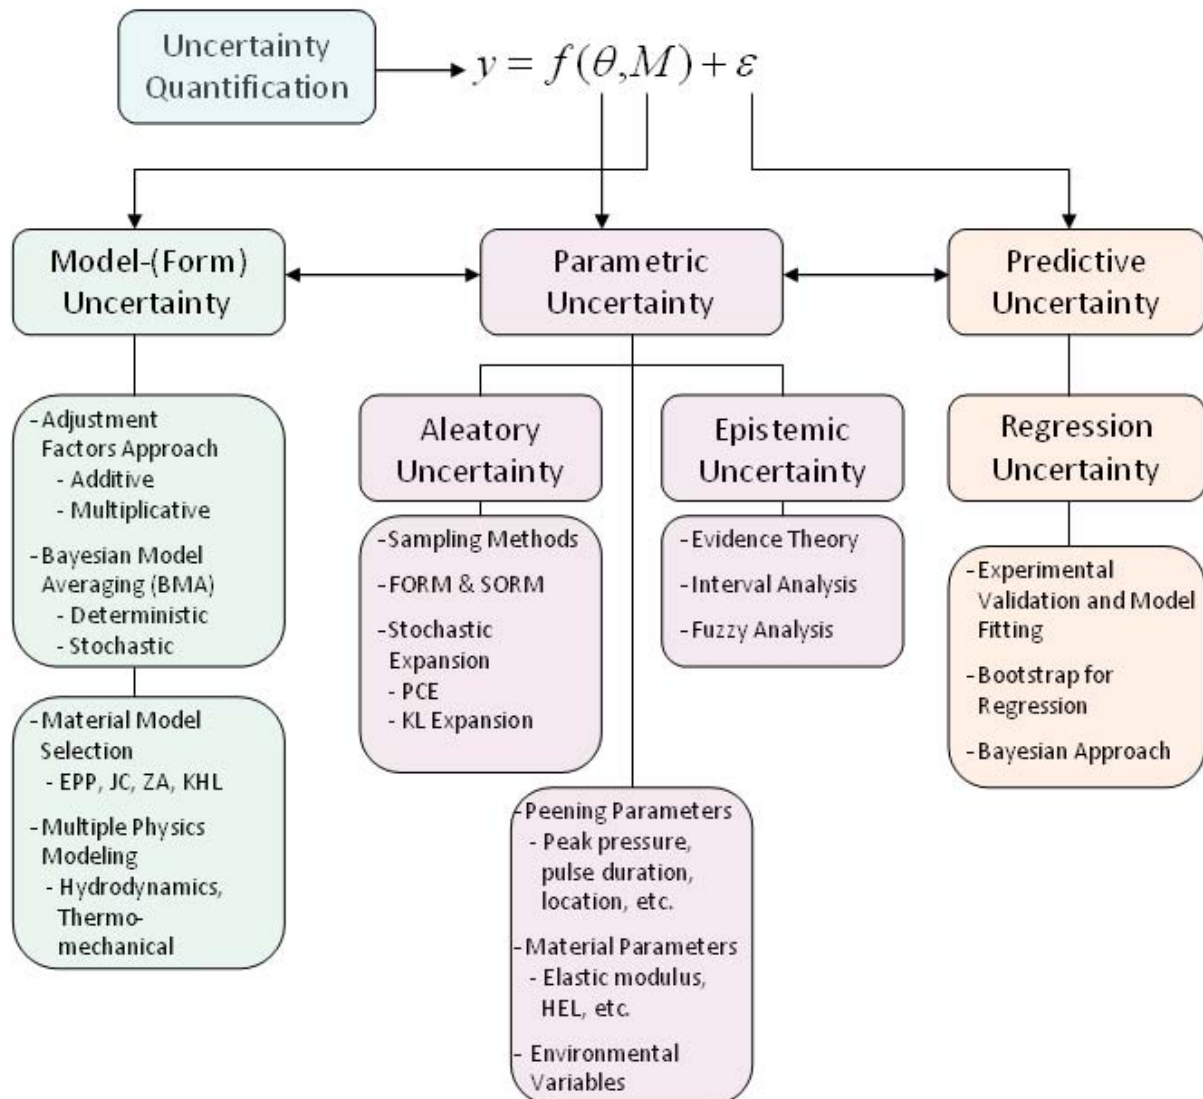 Uncertainty
Quantification
y = f(θ,M) + ε
Model-(Form)
Uncertainty
Parametric
Uncertainty
Predictive
Uncertainty
-Adjustment
Factors Approach
- Additive
- Multiplicative
-Bayesian Model
Averaging (BMA)
- Deterministic
- Stochastic
-Material Model
Selection
- EPP, JC, ZA, KHL
-Multiple Physics
Modeling
- Hydrodynamics,
Thermo-
mechanical
Aleatory
Uncertainty
-Sampling Methods
-FORM & SORM
-Stochastic
Expansion
- PCE
- KL Expansion
Epistemic
Uncertainty
-Evidence Theory
-Interval Analysis
-Fuzzy Analysis
-Peening Parameters
- Peak pressure,
pulse duration,
location, etc.
-Material Parameters
- Elastic modulus,
HEL, etc.
- Environmental
Variables
Regression
Uncertainty
-Experimental
Validation and Model
Fitting
-Bootstrap for
Regression
-Bayesian Approach